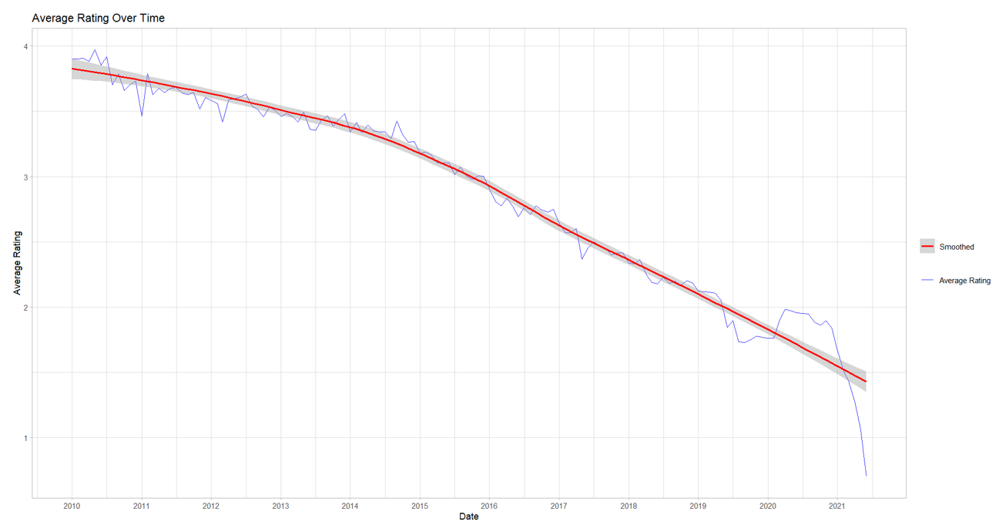 Average Rating Over Time
4
3
2
1
Average Rating
2010 2011 2012 2013 2014 2015 2016 2017 2018 2019 2020 2021
Date
Smoothed
Average Rating